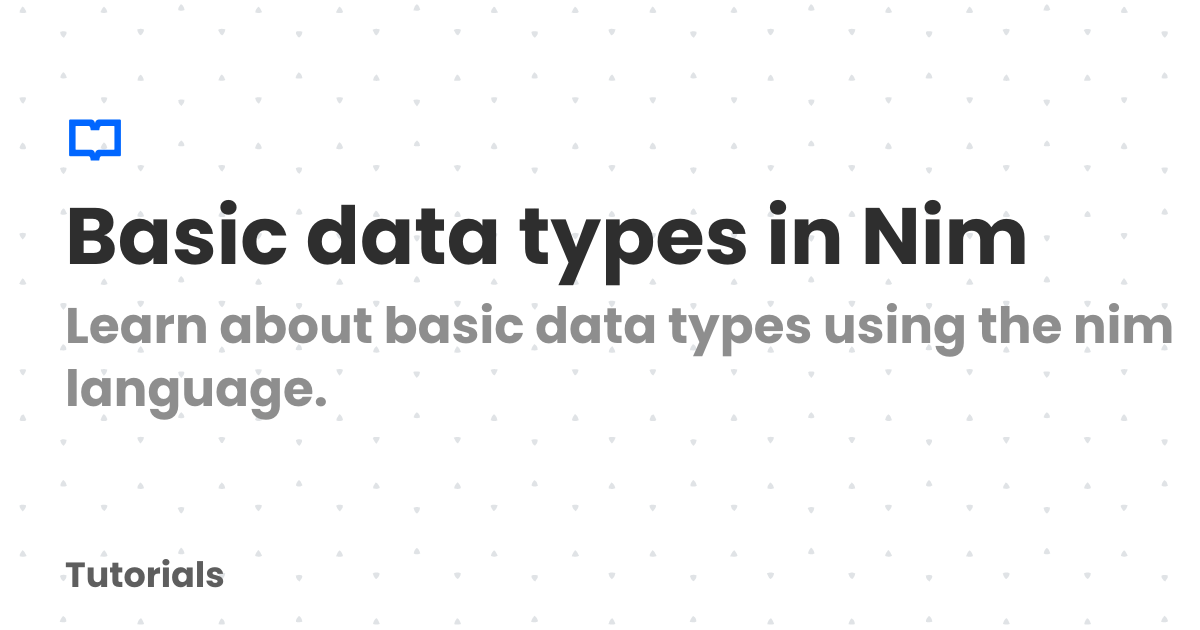 Basic data types in Nim
Learn about basic data types using the nim
language.
Tutorials